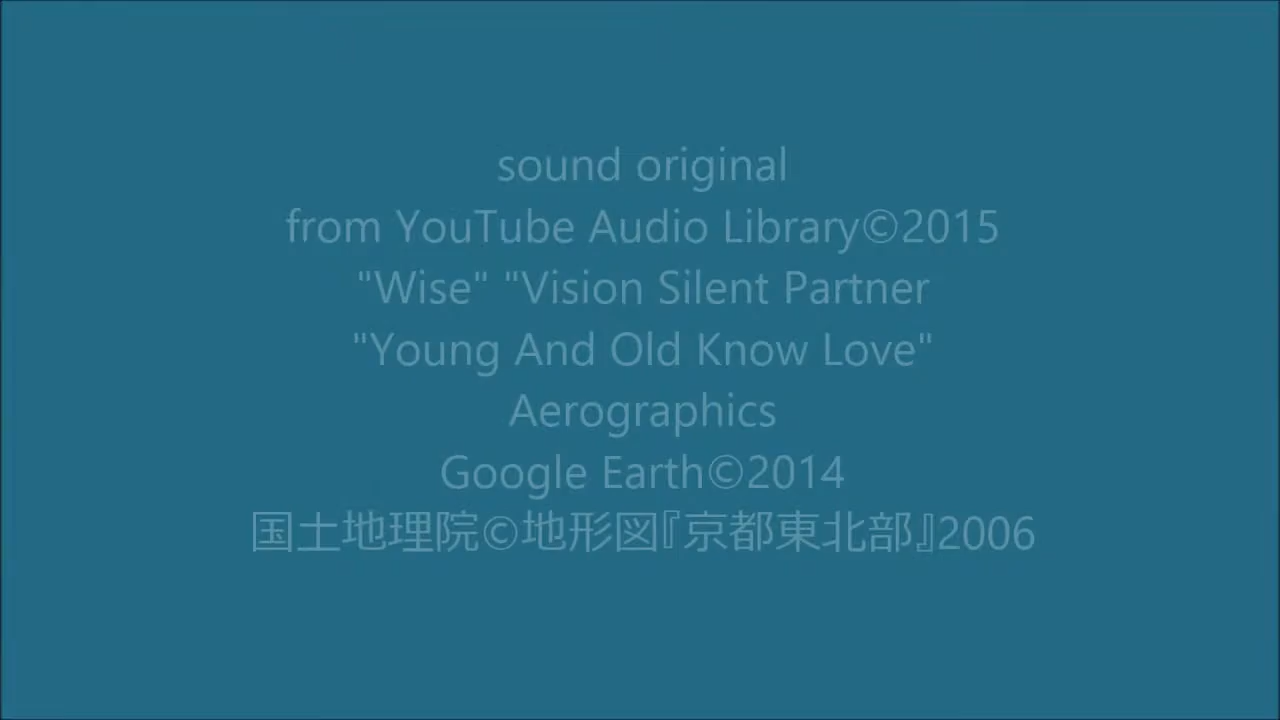 sound original
from YouTube Audio Library©2015
"Wise" "Vision Silent Partner
"Young And Old Know Love"
Aerographics
Google Earth©2014
国土地理院©地形図『京都東北部』2006